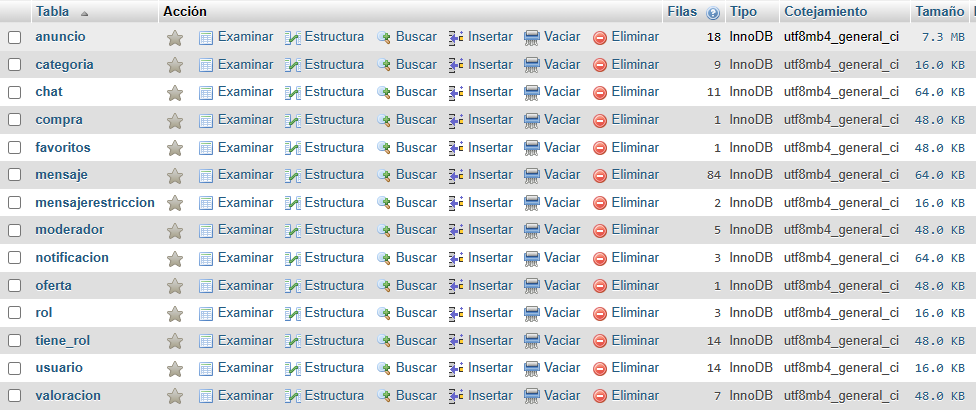 Tabla Acción Filas Tipo Cotejamiento Tamaño
anuncio Examinar Estructura Buscar Insertar Vaciar Eliminar 18 InnoDB utf8mb4_general_ci 7.3 MB
categoria Examinar Estructura Buscar Insertar Vaciar Eliminar 9 InnoDB utf8mb4_general_ci 16.0 KB
chat Examinar Estructura Buscar Insertar Vaciar Eliminar 11 InnoDB utf8mb4_general_ci 64.0 KB
compra Examinar Estructura Buscar Insertar Vaciar Eliminar 1 InnoDB utf8mb4_general_ci 48.0 KB
favoritos Examinar Estructura Buscar Insertar Vaciar Eliminar 1 InnoDB utf8mb4_general_ci 48.0 KB
mensaje Examinar Estructura Buscar Insertar Vaciar Eliminar 84 InnoDB utf8mb4_general_ci 64.0 KB
mensajerestriccion Examinar Estructura Buscar Insertar Vaciar Eliminar 2 InnoDB utf8mb4_general_ci 16.0 KB
moderador Examinar Estructura Buscar Insertar Vaciar Eliminar 5 InnoDB utf8mb4_general_ci 48.0 KB
notificacion Examinar Estructura Buscar Insertar Vaciar Eliminar 3 InnoDB utf8mb4_general_ci 64.0 KB
oferta Examinar Estructura Buscar Insertar Vaciar Eliminar 1 InnoDB utf8mb4_general_ci 48.0 KB
rol Examinar Estructura Buscar Insertar Vaciar Eliminar 3 InnoDB utf8mb4_general_ci 16.0 KB
tiene_rol Examinar Estructura Buscar Insertar Vaciar Eliminar 14 InnoDB utf8mb4_general_ci 48.0 KB
usuario Examinar Estructura Buscar Insertar Vaciar Eliminar 14 InnoDB utf8mb4_general_ci 16.0 KB
valoracion Examinar Estructura Buscar Insertar Vaciar Eliminar 7 InnoDB utf8mb4_general_ci 48.0 KB